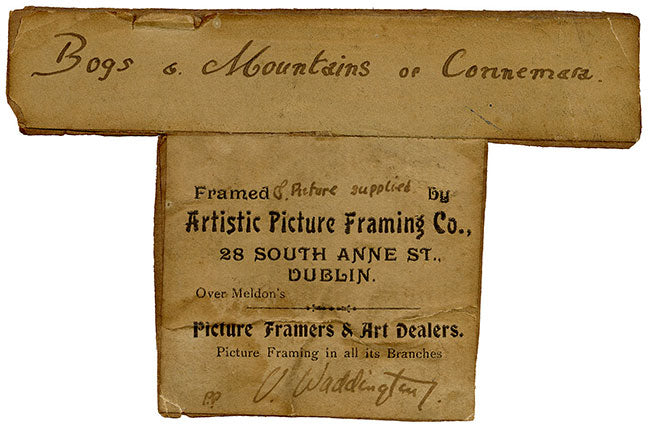 Bogs & Mountains of Connemara.
Framed & Picture supplied by
Artistic Picture Framing Co.,
28 SOUTH ANNE ST.,
DUBLIN.
Over Meldon's
Picture Framers & Art Dealers.
Picture Framing in all its Branches
pp V. Waddington.